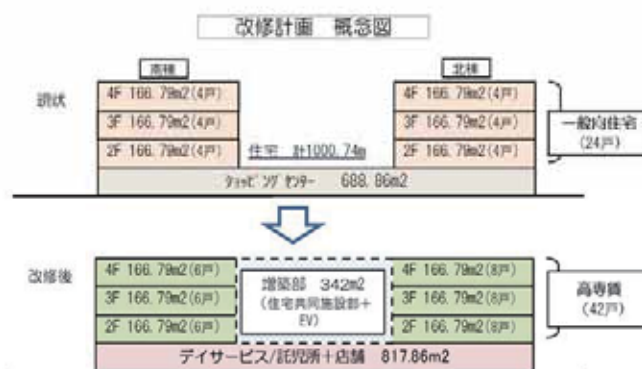 改修計画　概念図
南棟
北棟
現状
4F 166.79m2(4戸)
4F 166.79m2(4戸)
3F 166.79m2(4戸)
3F 166.79m2(4戸)
2F 166.79m2(4戸)
住宅　計1000.74㎡
2F 166.79m2(4戸)
一般向住宅
(24戸)
ショッピングセンター　688.86m2
改修後
4F 166.79m2(6戸)
4F 166.79m2(8戸)
3F 166.79m2(6戸)
3F 166.79m2(8戸)
2F 166.79m2(6戸)
2F 166.79m2(8戸)
増築部　342m2
(住宅共同施設部＋
EV)
高専賃
(42戸)
デイサービス/託児所＋店舗　817.86m2